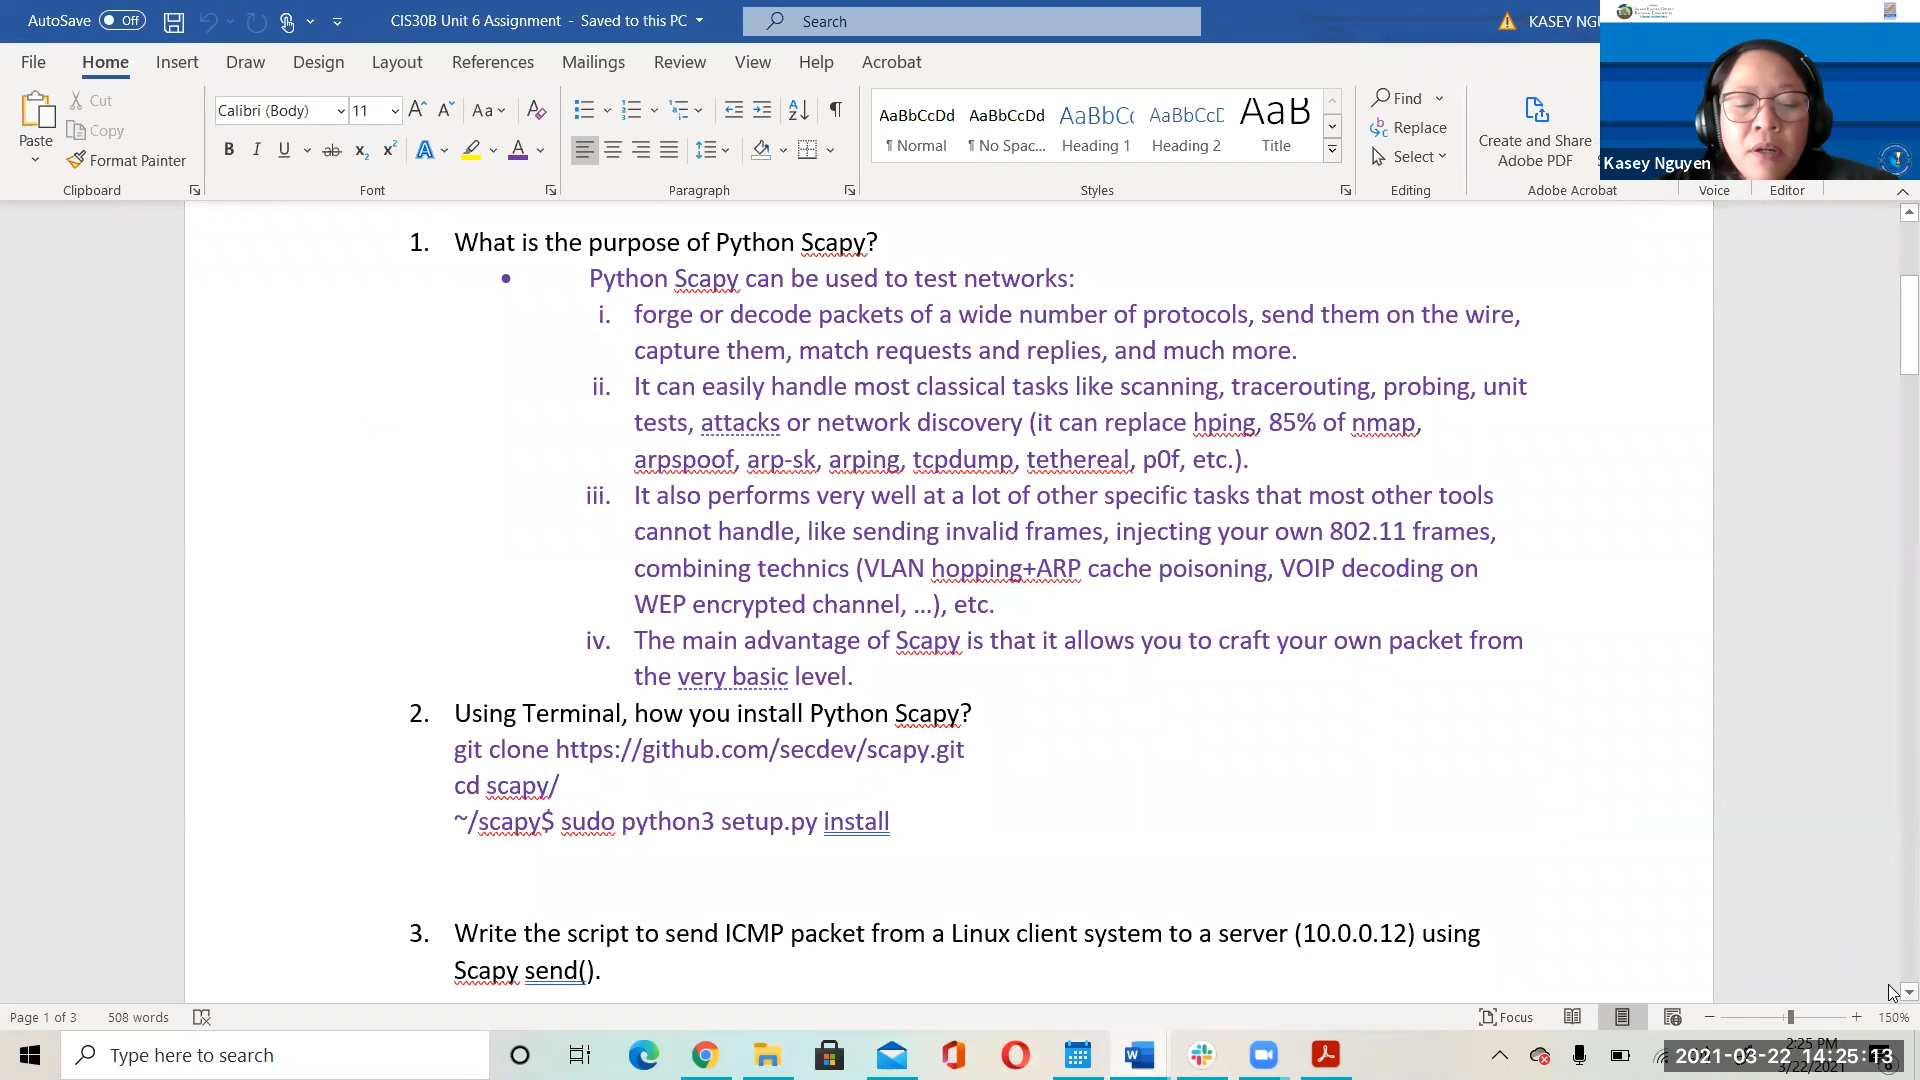 AutoSave Off CIS30B Unit 6 Assignment - Saved to this PC Search KASEY NGU
File Home Insert Draw Design Layout References Mailings Review View Help Acrobat
Paste Cut Copy Format Painter
Clipboard
Calibri (Body) 11 Aa
B I U ab x2 x2 A A
Font
Paragraph
AaBbCcDd AaBbCcDd AaBbCc AaBbCcD AaB
¶ Normal ¶ No Spac... Heading 1 Heading 2 Title
Styles
Find
Replace
Select
Editing
Create and Share
Adobe PDF
Adobe Acrobat
Voice
Editor
Kasey Nguyen
1. What is the purpose of Python Scapy?
• Python Scapy can be used to test networks:
i. forge or decode packets of a wide number of protocols, send them on the wire,
capture them, match requests and replies, and much more.
ii. It can easily handle most classical tasks like scanning, tracerouting, probing, unit
tests, attacks or network discovery (it can replace hping, 85% of nmap,
arpspoof, arp-sk, arping, tcpdump, tethereal, p0f, etc.).
iii. It also performs very well at a lot of other specific tasks that most other tools
cannot handle, like sending invalid frames, injecting your own 802.11 frames,
combining technics (VLAN hopping+ARP cache poisoning, VOIP decoding on
WEP encrypted channel, ...), etc.
iv. The main advantage of Scapy is that it allows you to craft your own packet from
the very basic level.
2. Using Terminal, how you install Python Scapy?
git clone https://github.com/secdev/scapy.git
cd scapy/
~/scapy$ sudo python3 setup.py install
3. Write the script to send ICMP packet from a Linux client system to a server (10.0.0.12) using
Scapy send().
Page 1 of 3 508 words Focus 150%
Type here to search
2:25 PM
3/22/2021
2021-03-22 14:25:13